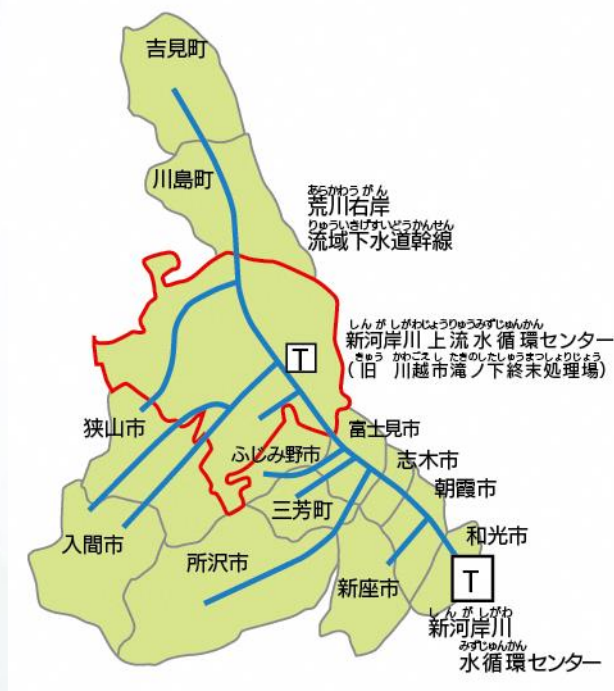 吉見町
川島町
あらかわうがん
荒川右岸
りゅういきげすいどうかんせん
流域下水道幹線
しんがしがわじょうりゅうみずじゅんかん
新河岸川上流水循環センター
きゅう かわごえし たきのしたしゅうまつしょりじょう
(旧 川越市滝ノ下終末処理場)
T
狭山市
富士見市
ふじみ野市
志木市
朝霞市
三芳町
和光市
入間市
所沢市
新座市
T
しんがしがわ
新河岸川
みずじゅんかん
水循環センター